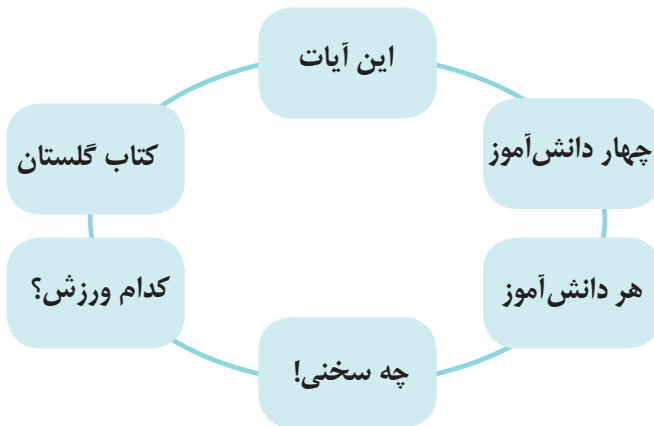 این آیات
چهار دانش‌آموز
هر دانش‌آموز
چه سخنی!
کدام ورزش؟
کتاب گلستان